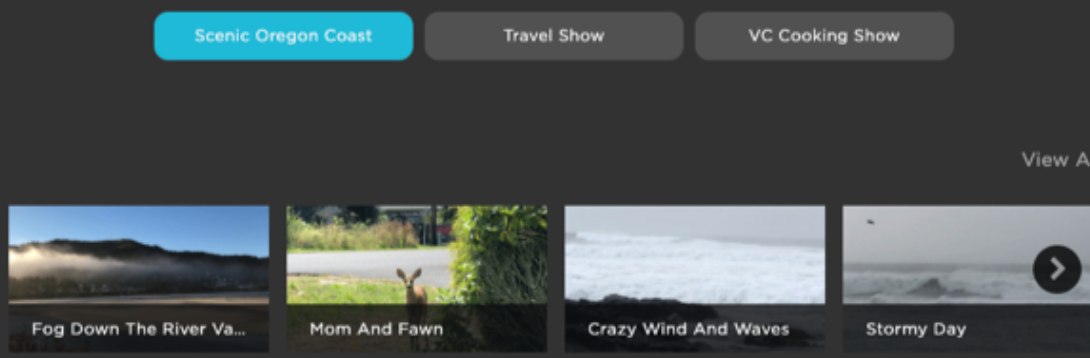 Scenic Oregon Coast
Travel Show
VC Cooking Show
View A
Fog Down The River Va...
Mom And Fawn
Crazy Wind And Waves
Stormy Day